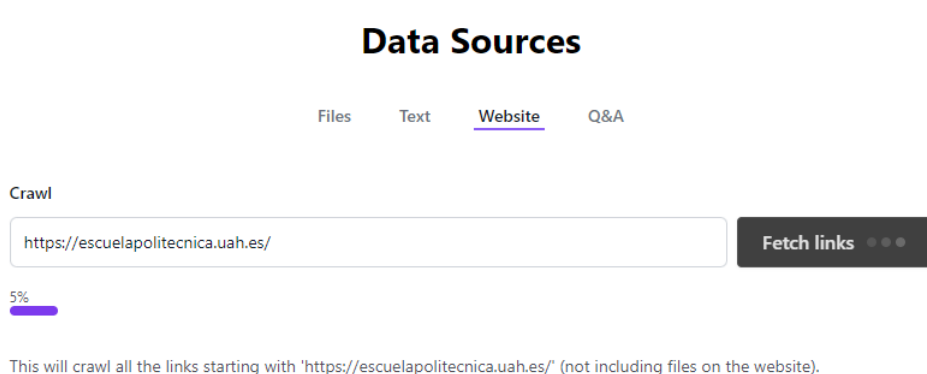 Data Sources
Files Text Website Q&A
Crawl
https://escuelapolitecnica.uah.es/ Fetch links
5%
This will crawl all the links starting with 'https://escuelapolitecnica.uah.es/' (not including files on the website).